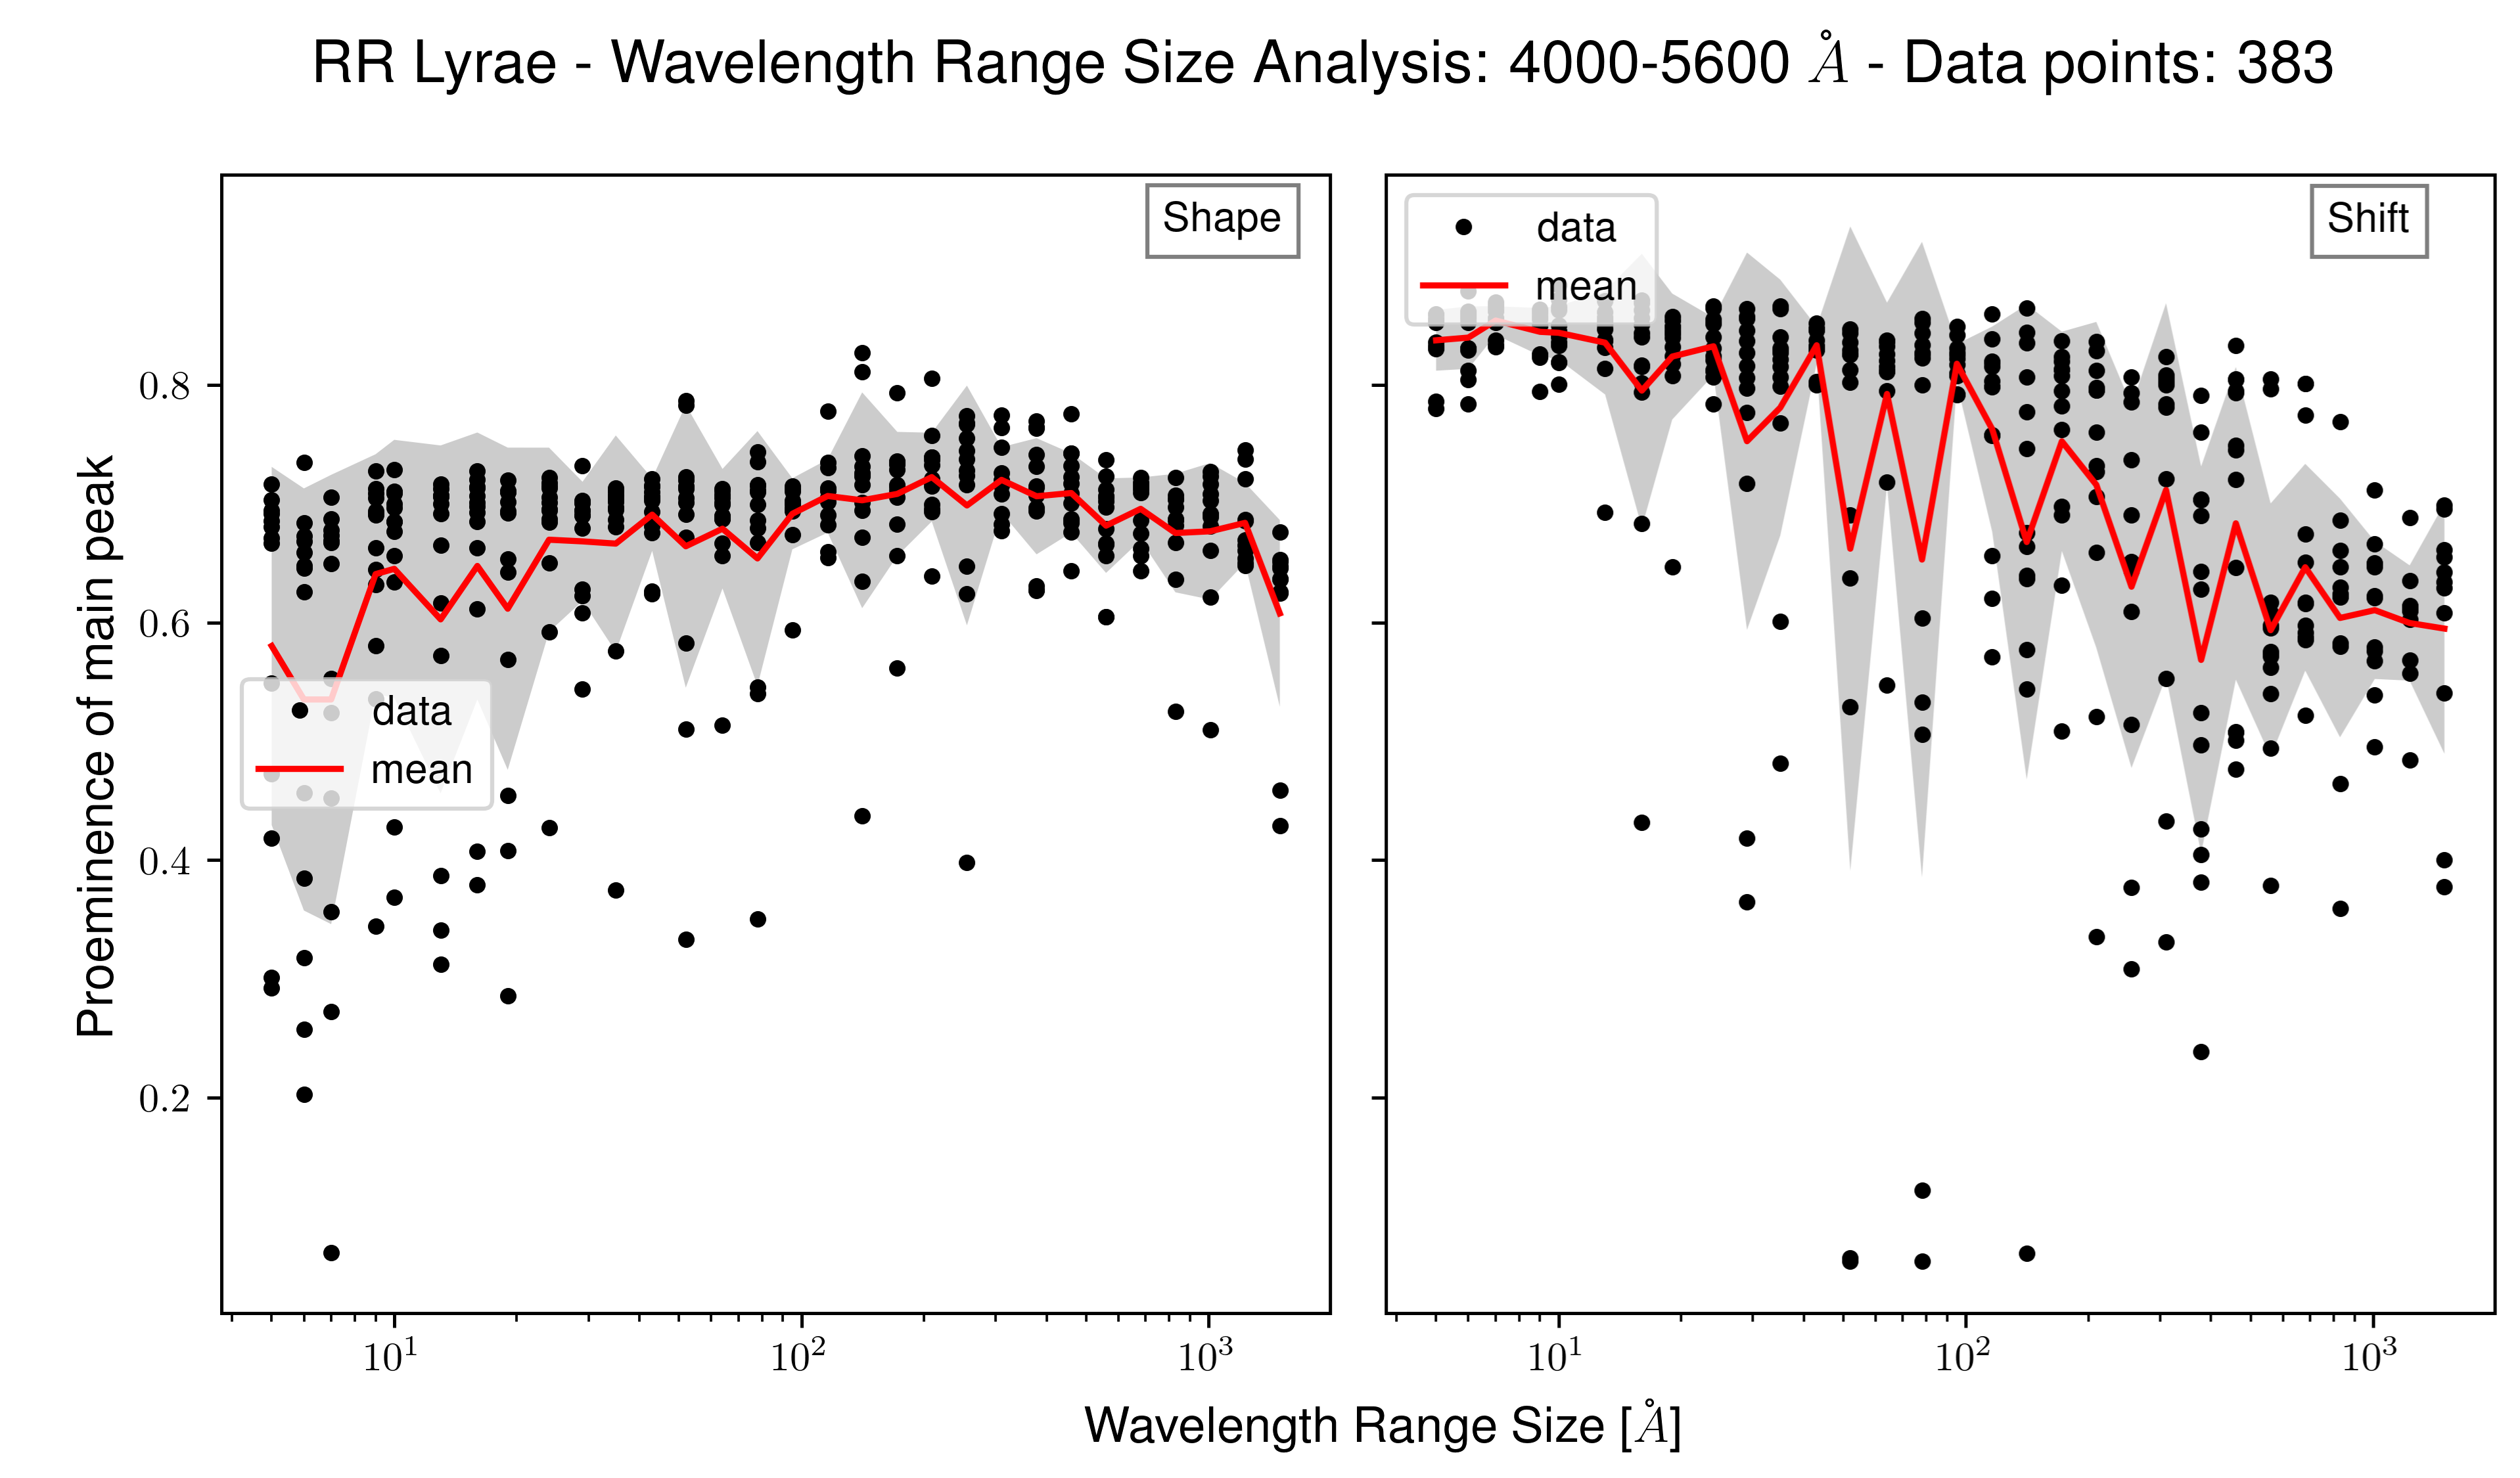 RR Lyrae - Wavelength Range Size Analysis: 4000-5600 Å - Data points: 383
Shape
Shift
data
mean
data
mean
Proeminence of main peak
0.8
0.6
0.4
0.2
10¹
10²
10³
10¹
10²
10³
Wavelength Range Size [Å]